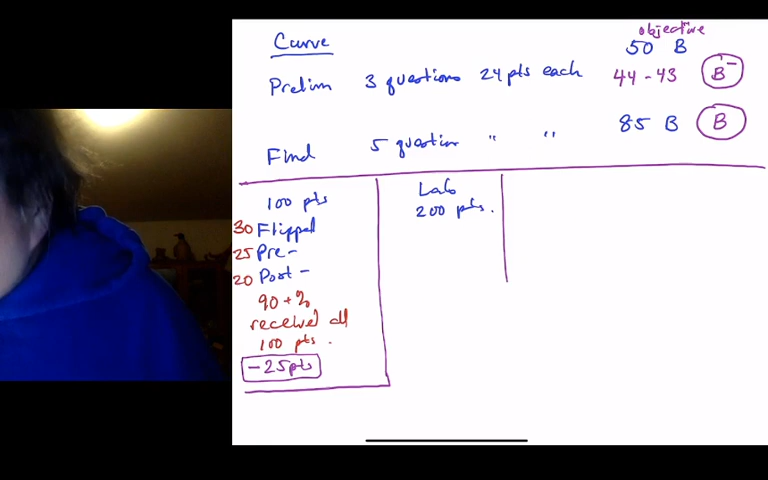 objective
Curve 50 B
Prelim 3 questions 24 pts each 44 - 43 B-
Final 5 question " " 85 B B
100 pts
30 Flipped
25 Pre-
20 Post-
90 + %
received all
100 pts.
- 25 pts
Lab
200 pts.